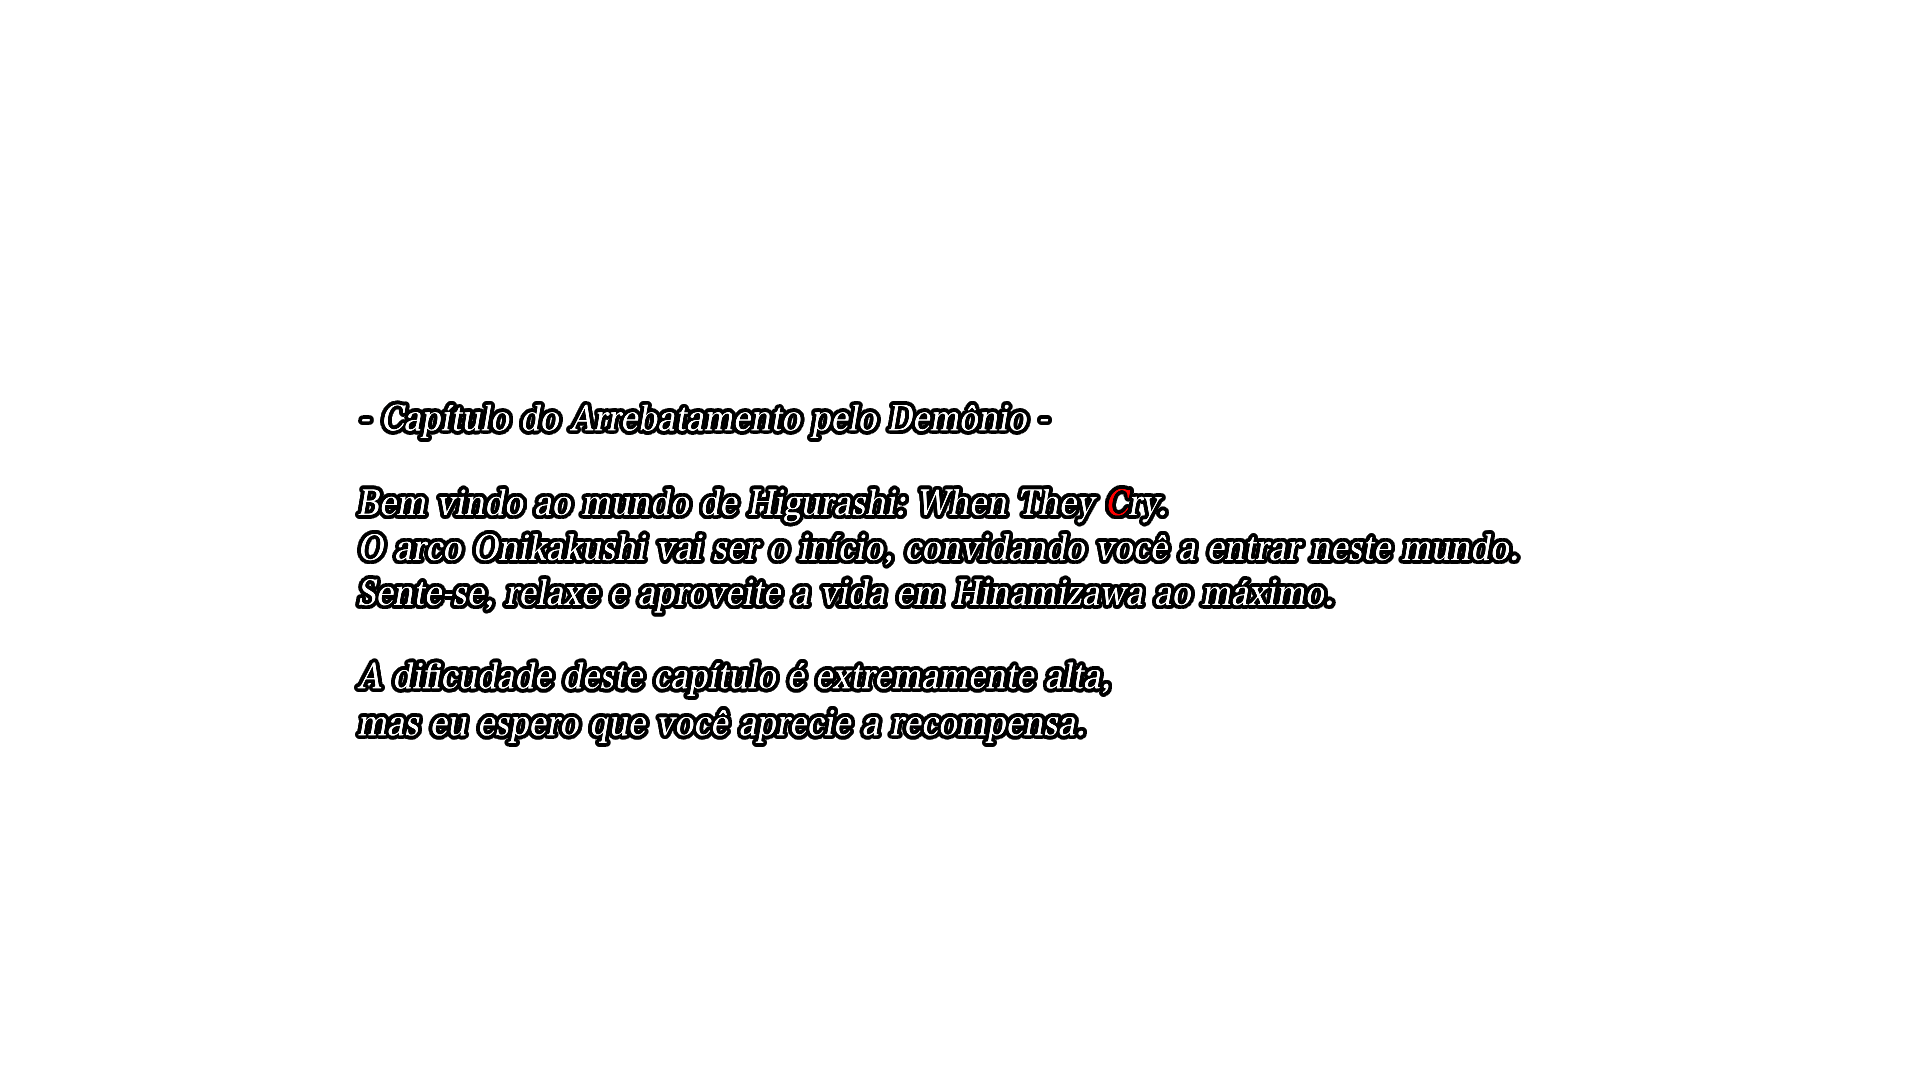 - Capítulo do Arrebatamento pelo Demônio -
Bem vindo ao mundo de Higurashi: When They Cry.
O arco Onikakushi vai ser o início, convidando você a entrar neste mundo.
Sente-se, relaxe e aproveite a vida em Hinamizawa ao máximo.
A dificudade deste capítulo é extremamente alta,
mas eu espero que você aprecie a recompensa.